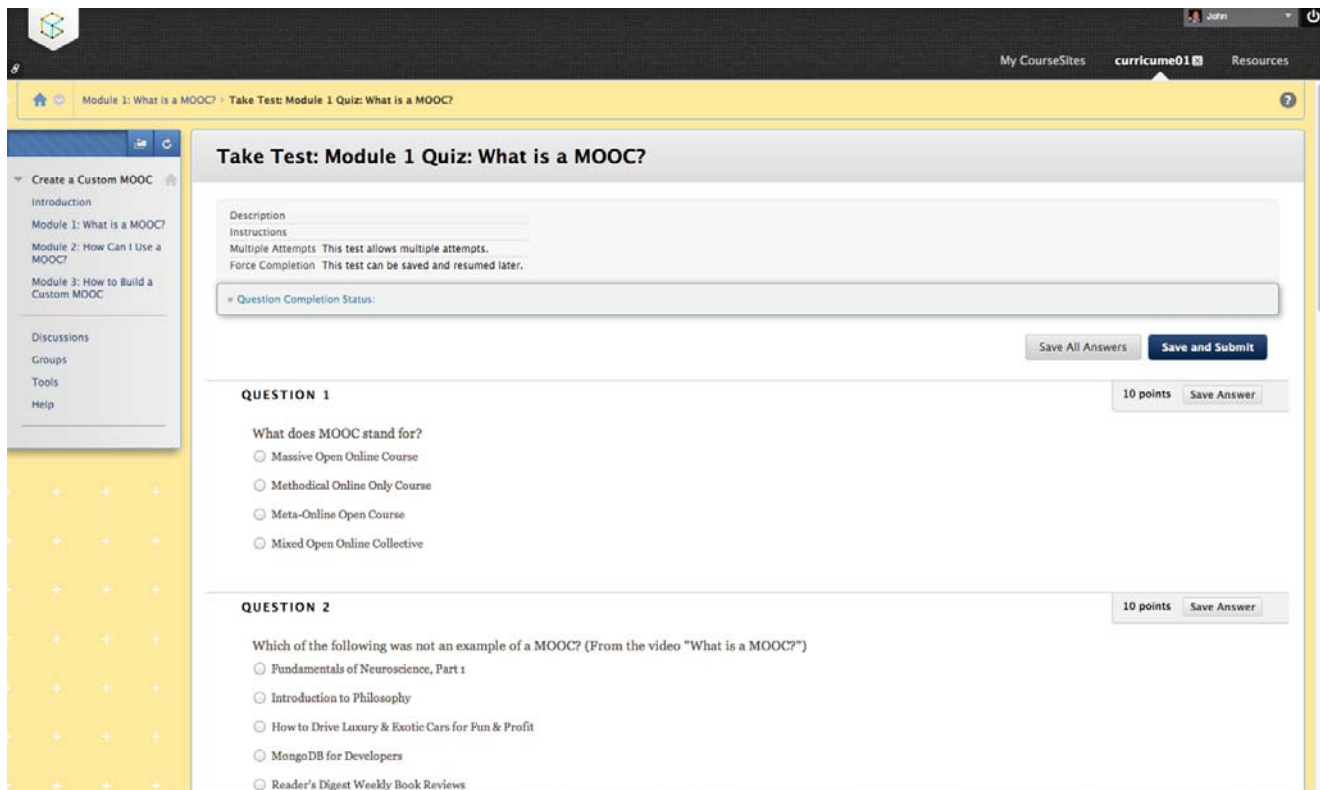 John
My CourseSites curricume01 Resources
Module 1: What is a MOOC? > Take Test: Module 1 Quiz: What is a MOOC?
Create a Custom MOOC
Introduction
Module 1: What is a MOOC?
Module 2: How Can I Use a
MOOC?
Module 3: How to Build a
Custom MOOC
Discussions
Groups
Tools
Help
Take Test: Module 1 Quiz: What is a MOOC?
Description
Instructions
Multiple Attempts This test allows multiple attempts.
Force Completion This test can be saved and resumed later.
Question Completion Status:
Save All Answers Save and Submit
QUESTION 1 10 points Save Answer
What does MOOC stand for?
Massive Open Online Course
Methodical Online Only Course
Meta-Online Open Course
Mixed Open Online Collective
QUESTION 2 10 points Save Answer
Which of the following was not an example of a MOOC? (From the video "What is a MOOC?")
Fundamentals of Neuroscience, Part 1
Introduction to Philosophy
How to Drive Luxury & Exotic Cars for Fun & Profit
MongoDB for Developers
Reader's Digest Weekly Book Reviews